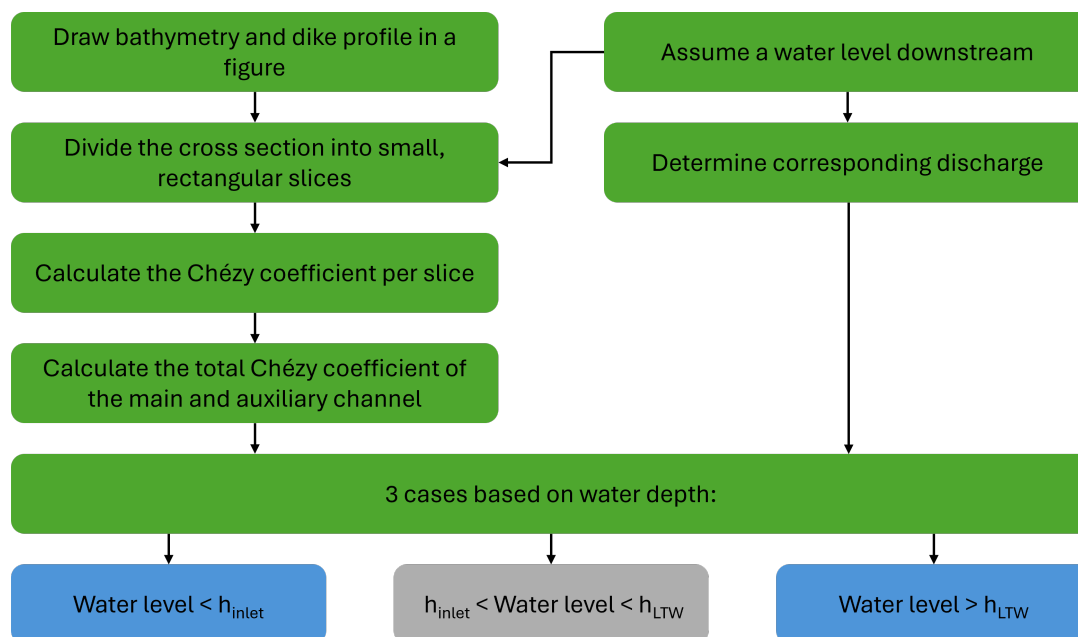 Draw bathymetry and dike profile in a
figure
Assume a water level downstream
Divide the cross section into small,
rectangular slices
Determine corresponding discharge
Calculate the Chézy coefficient per slice
Calculate the total Chézy coefficient of
the main and auxiliary channel
3 cases based on water depth:
Water level < hinlet
hinlet < Water level < hLTW
Water level > hLTW